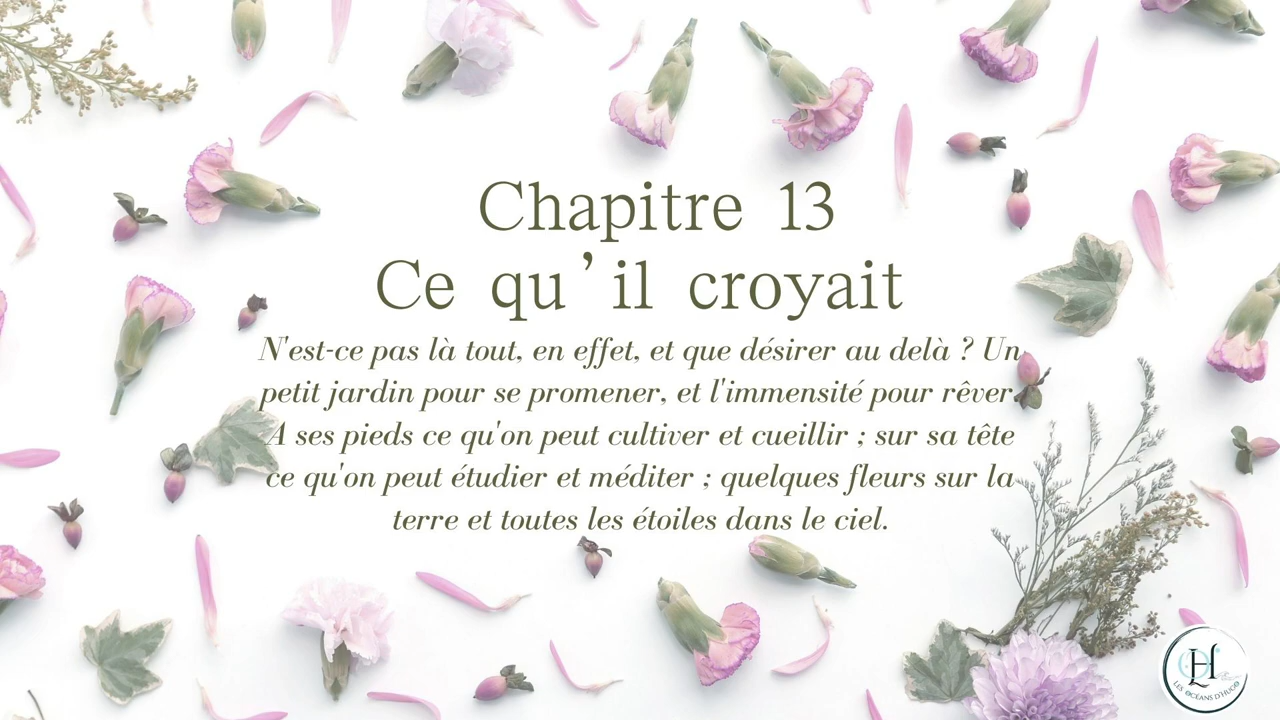 Chapitre 13
Ce qu'il croyait
N'est-ce pas là tout, en effet, et que désirer au delà ? Un
petit jardin pour se promener, et l'immensité pour rêver.
A ses pieds ce qu'on peut cultiver et cueillir ; sur sa tête
ce qu'on peut étudier et méditer ; quelques fleurs sur la
terre et toutes les étoiles dans le ciel.
LES OCÉANS D'HUGO